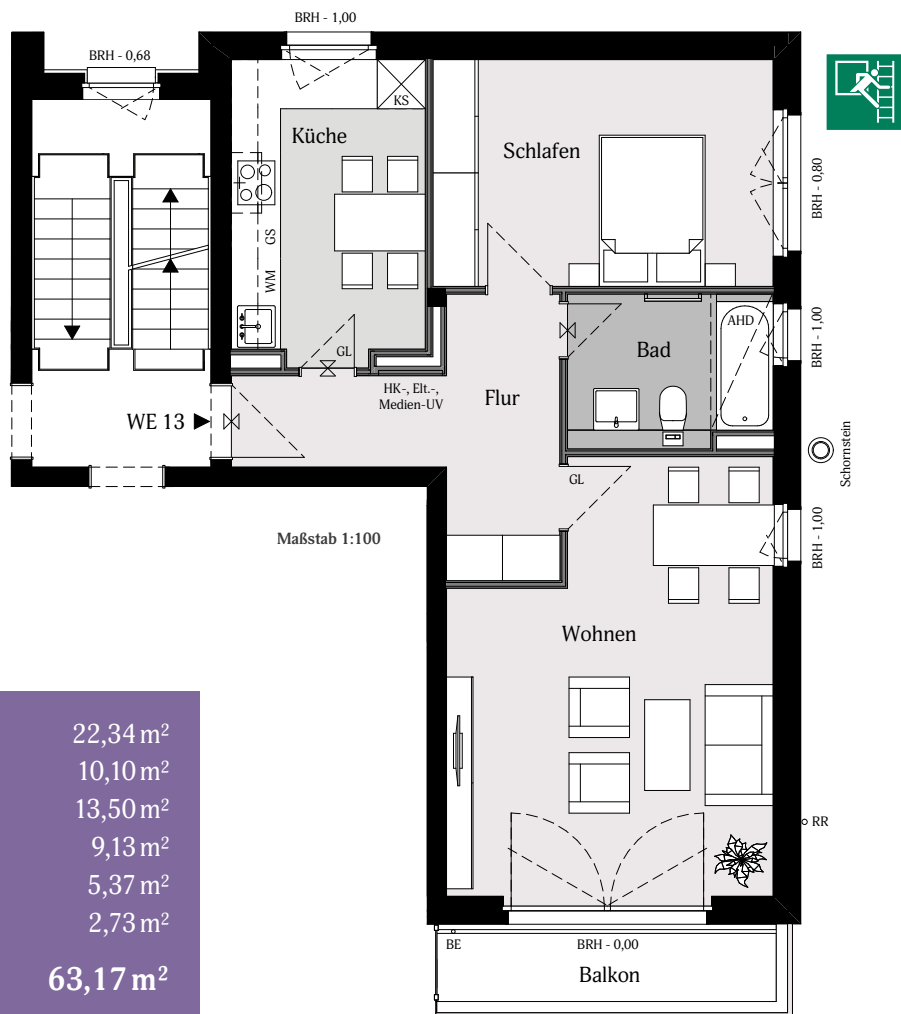 BRH - 1,00
BRH - 0,68
KS
Küche
Schlafen
BRH - 0,80
GS
WM
GL
AHD
BRH - 1,00
Bad
HK-, Elt.-,
Medien-UV
Flur
WE 13
Schornstein
GL
BRH - 1,00
Maßstab 1:100
Wohnen
22,34 m²
10,10 m²
13,50 m²
9,13 m²
5,37 m²
2,73 m²
63,17 m²
RR
BE
BRH - 0,00
Balkon